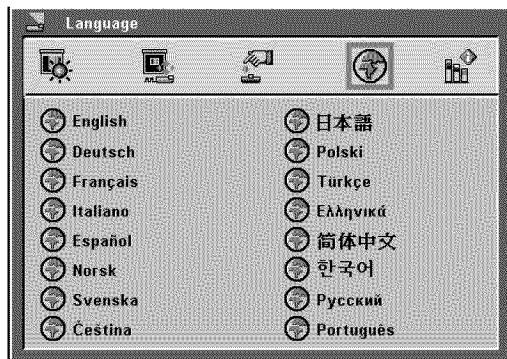 Language
English
Deutsch
Français
Italiano
Español
Norsk
Svenska
Čestina
日本語
Polski
Türkçe
Ελληνικά
简体中文
한국어
Русский
Português